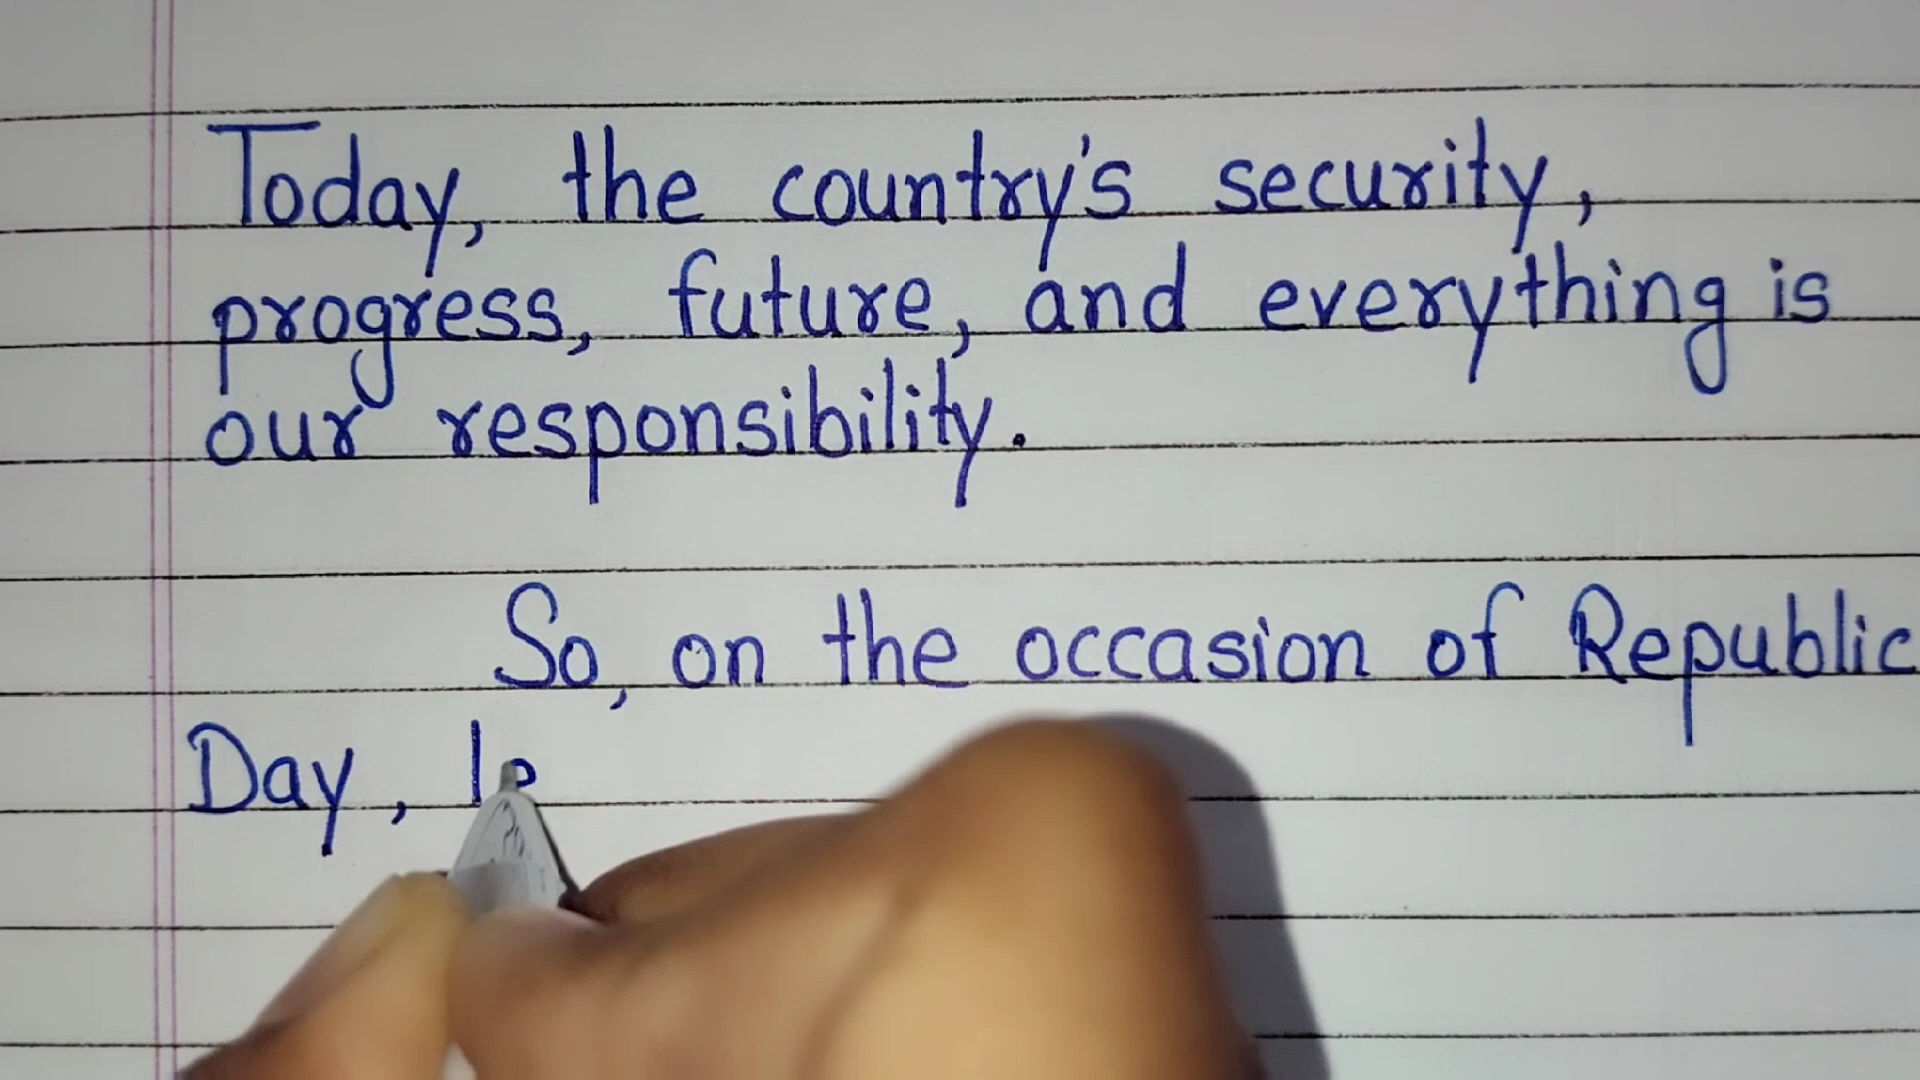 Today, the country's security,
progress, future, and everything is
our responsibility.
So, on the occasion of Republic
Day,